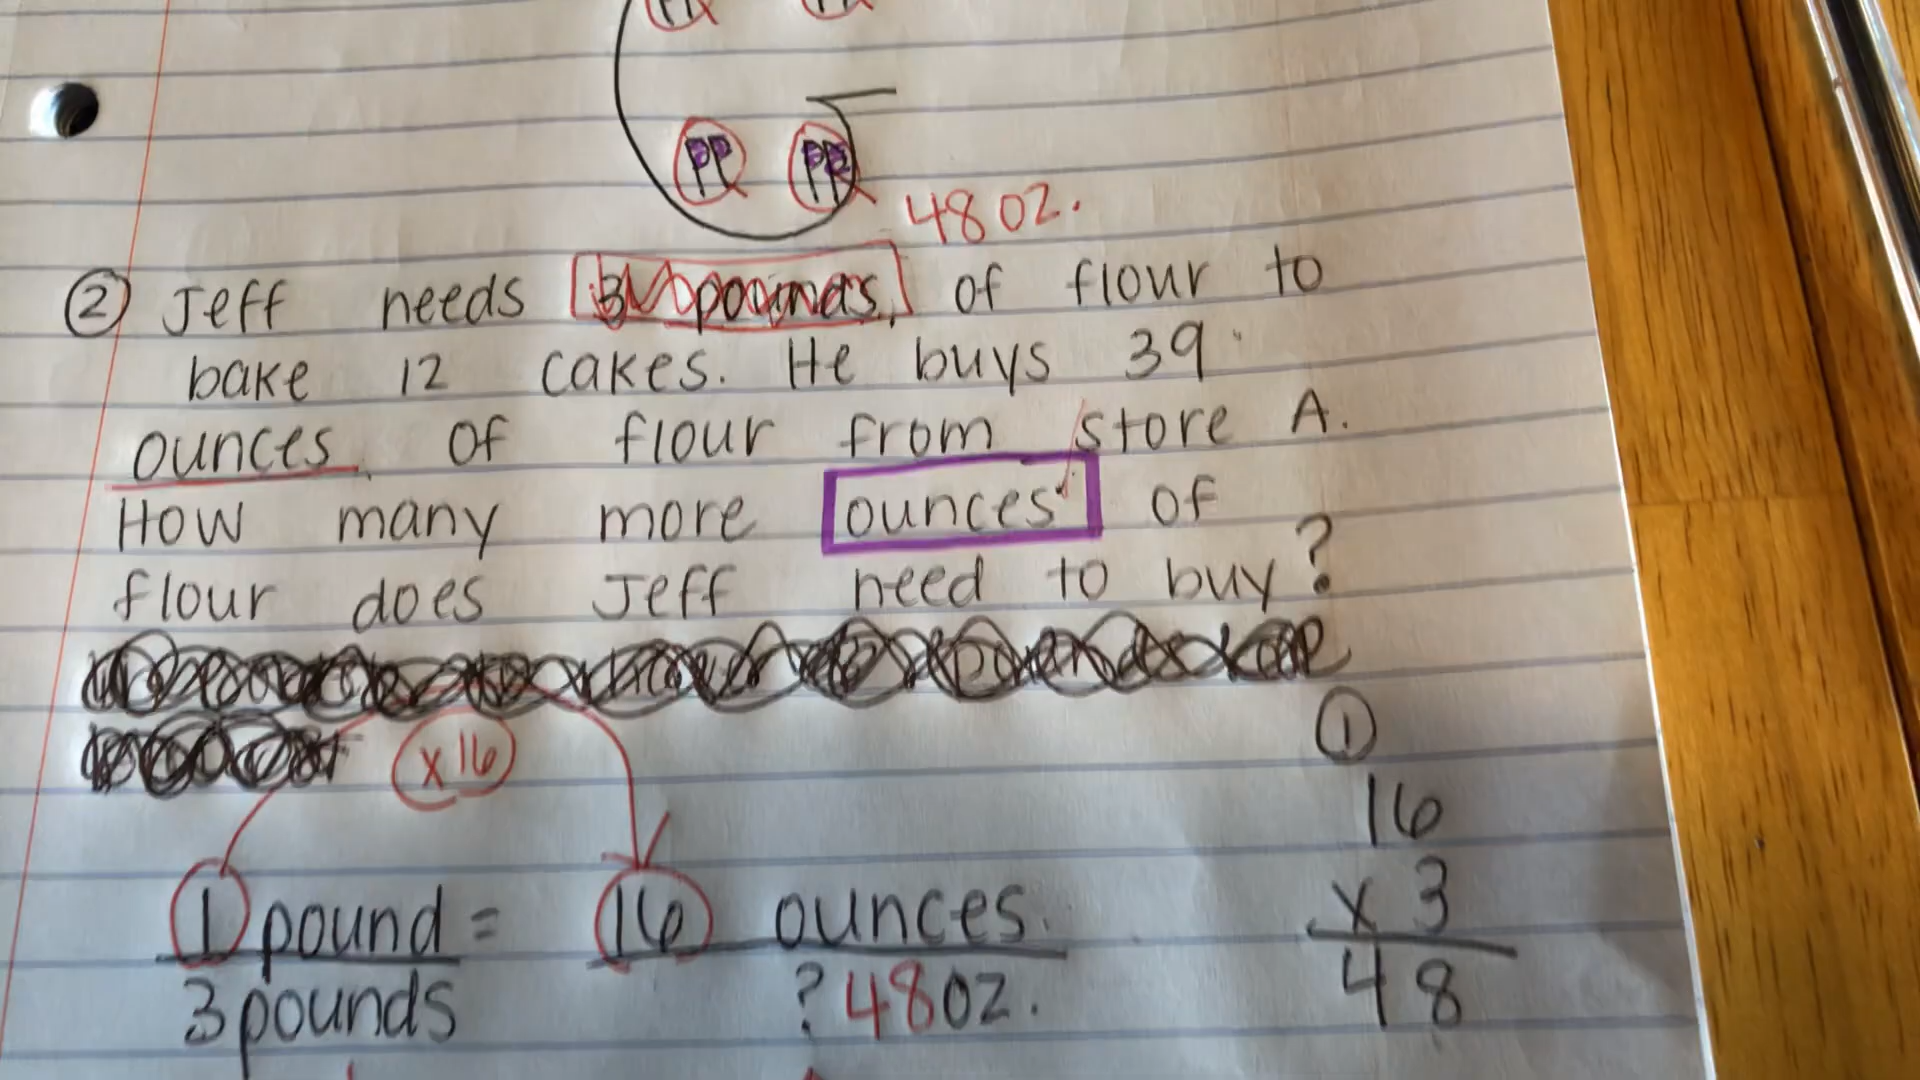 PP PP
48 oz.
② Jeff needs 3 pounds of flour to
bake 12 cakes. He buys 39
ounces of flour from store A.
How many more ounces of
flour does Jeff need to buy?
x16
①
16
x 3
48
1 pound = 16 ounces.
3 pounds ? 48 oz.